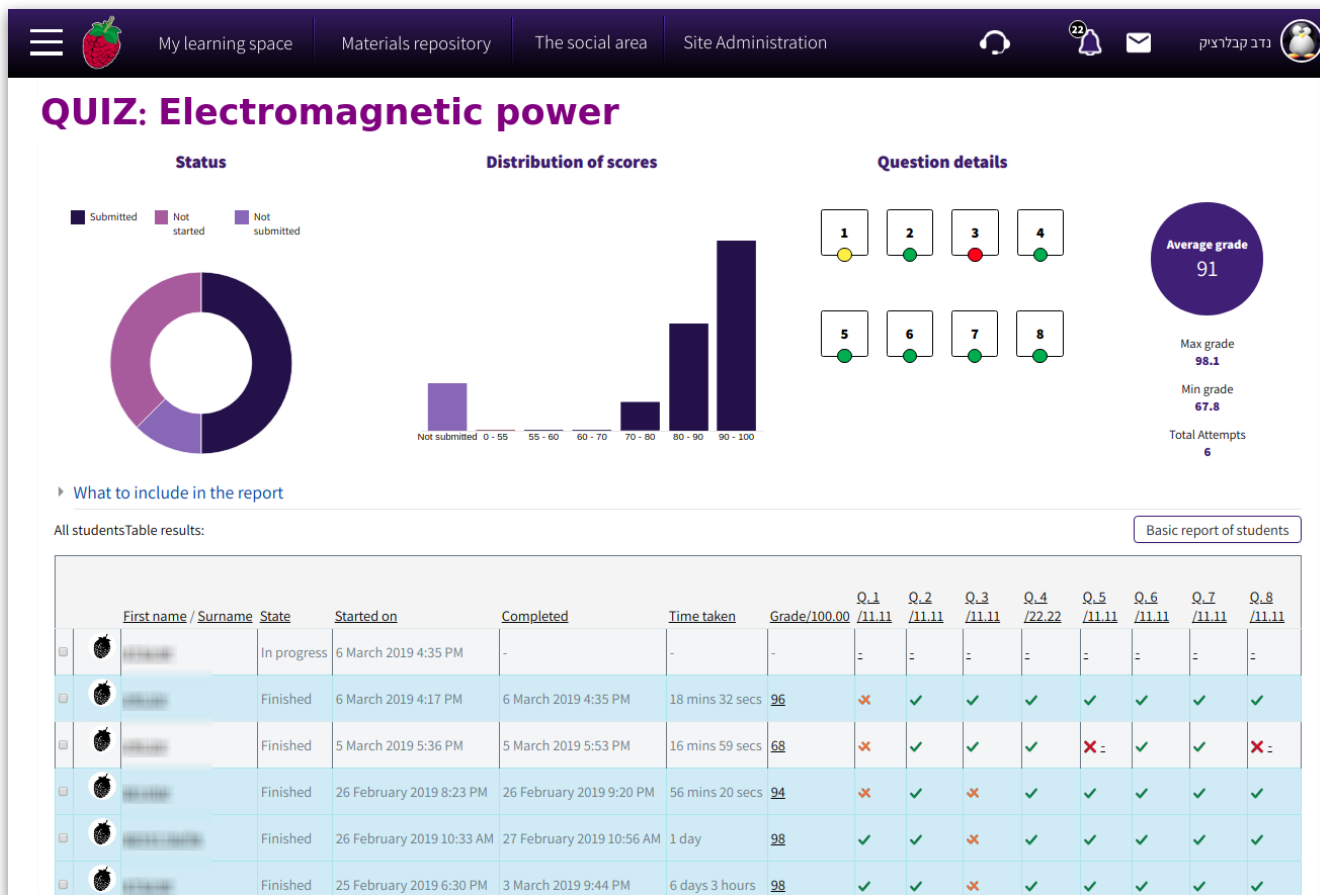 My learning space Materials repository The social area Site Administration 22 נדב קבלרציק
QUIZ: Electromagnetic power
Status
Submitted
Not started
Not submitted
Distribution of scores
Not submitted 0 - 55 55 - 60 60 - 70 70 - 80 80 - 90 90 - 100
Question details
1 2 3 4
5 6 7 8
Average grade
91
Max grade
98.1
Min grade
67.8
Total Attempts
6
What to include in the report
All studentsTable results:
Basic report of students
First name / Surname State Started on Completed Time taken Grade/100.00 Q. 1 /11.11 Q. 2 /11.11 Q. 3 /11.11 Q. 4 /22.22 Q. 5 /11.11 Q. 6 /11.11 Q. 7 /11.11 Q. 8 /11.11
In progress 6 March 2019 4:35 PM - - - - - - - - - - -
Finished 6 March 2019 4:17 PM 6 March 2019 4:35 PM 18 mins 32 secs 96
Finished 5 March 2019 5:36 PM 5 March 2019 5:53 PM 16 mins 59 secs 68 - -
Finished 26 February 2019 8:23 PM 26 February 2019 9:20 PM 56 mins 20 secs 94
Finished 26 February 2019 10:33 AM 27 February 2019 10:56 AM 1 day 98
Finished 25 February 2019 6:30 PM 3 March 2019 9:44 PM 6 days 3 hours 98